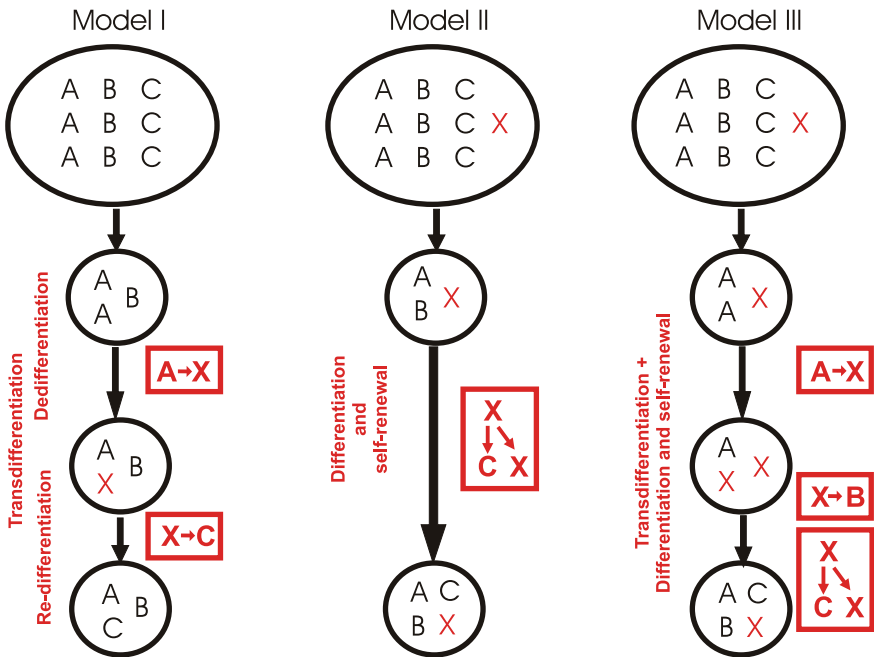 Model I
A B C
A B C
A B C
A
B
A
Transdifferentiation
Dedifferentiation
A→X
A
B
X
Re-differentiation
X→C
A
B
C
Model II
A B C
A B C X
A B C
A
X
B
Differentiation
and
self-renewal
X
C X
A C
B X
Model III
A B C
A B C X
A B C
A
X
A
Transdifferentiation +
Differentiation and self-renewal
A→X
A
X
X
X→B
X
C X
A C
B X